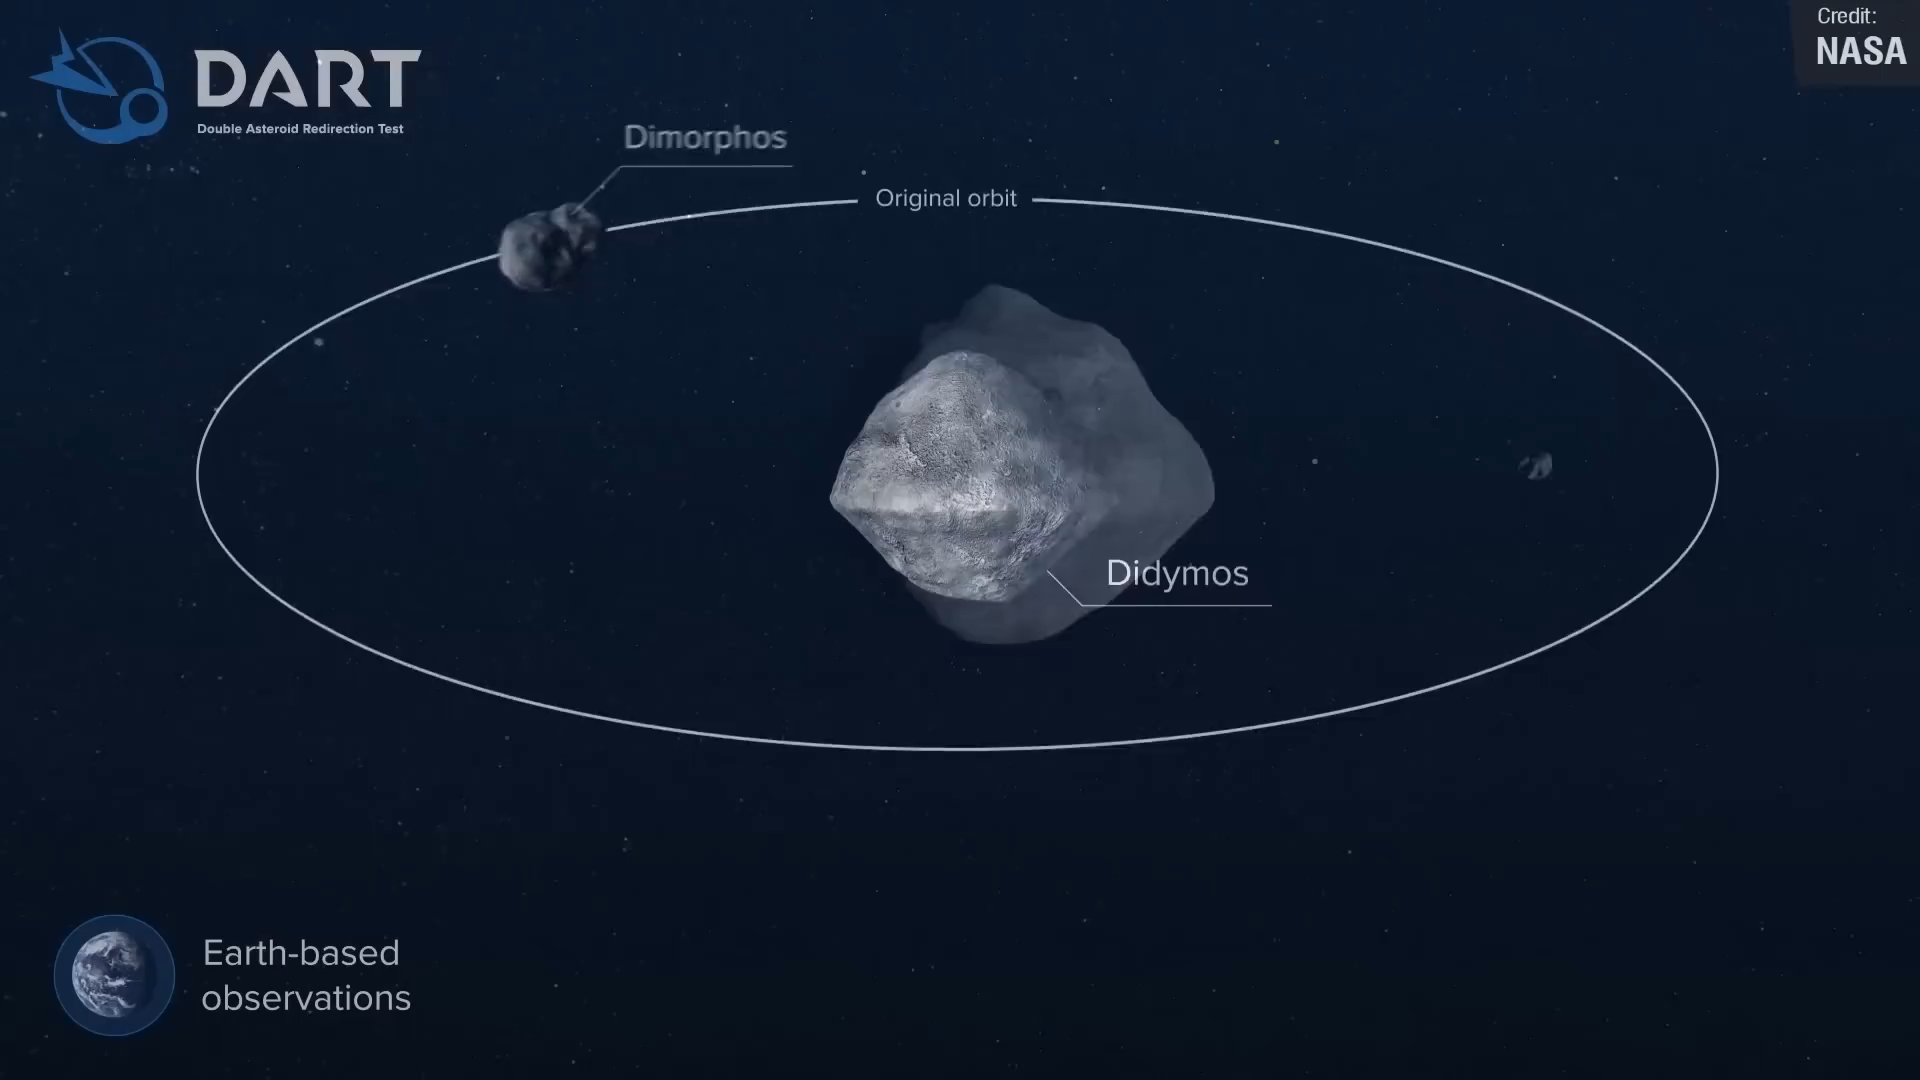 DART
Double Asteroid Redirection Test
Credit:
NASA
Dimorphos
Original orbit
Didymos
Earth-based
observations